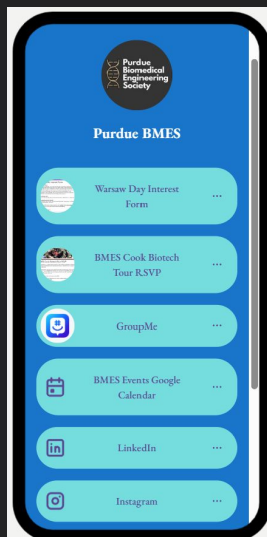 Purdue
Biomedical
Engineering
Society
Purdue BMES
Warsaw Day Interest
Form
BMES Cook Biotech
Tour RSVP
GroupMe
BMES Events Google
Calendar
LinkedIn
Instagram